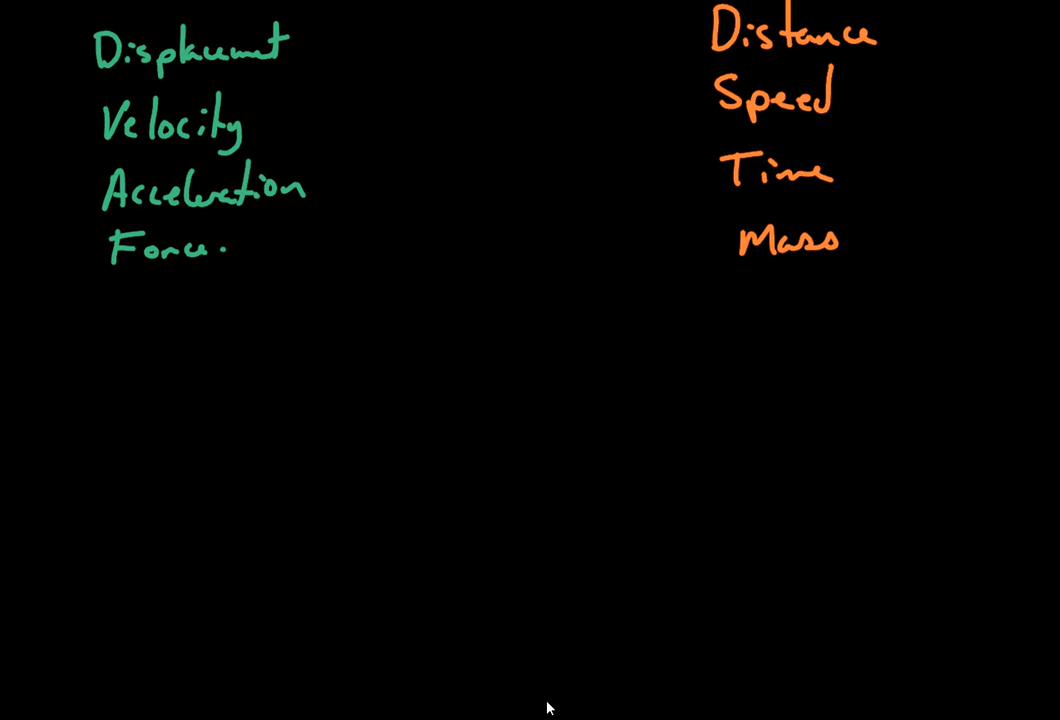 Displacement
Velocity
Acceleration
Force.
Distance
Speed
Time
Mass